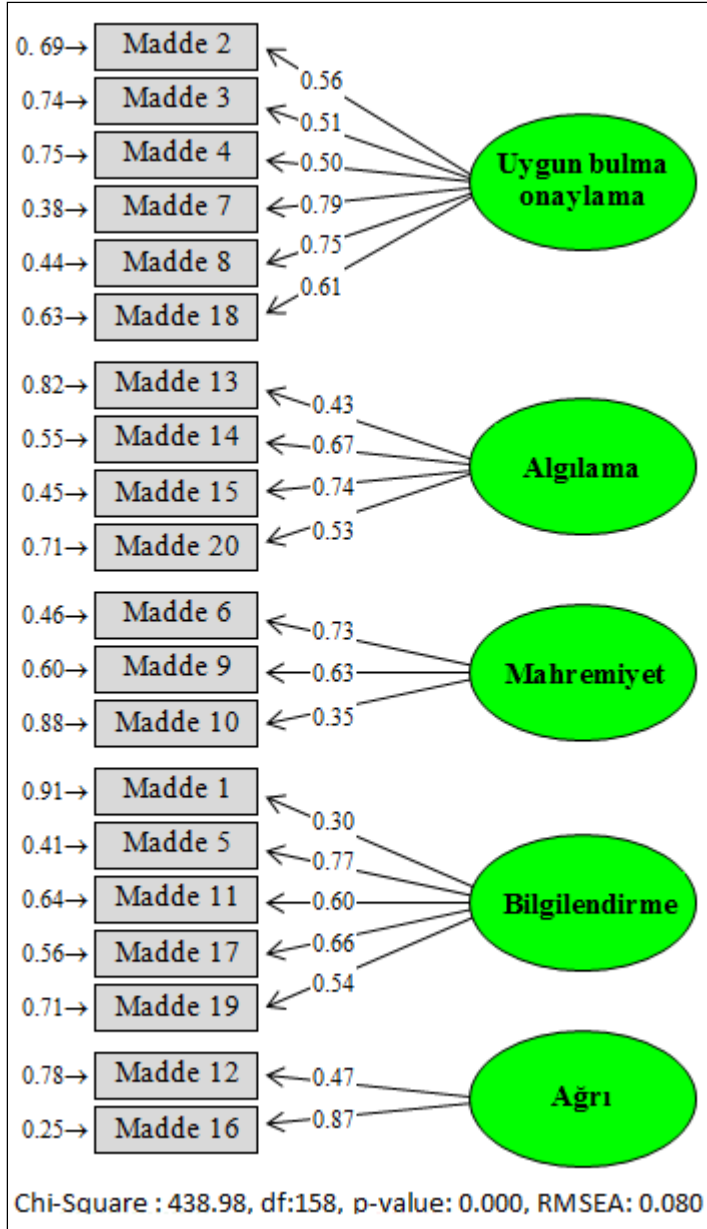 0. 69→ Madde 2 0.56
0.74→ Madde 3 0.51
0.75→ Madde 4 0.50
0.38→ Madde 7 0.79
0.44→ Madde 8 0.75
0.63→ Madde 18 0.61
Uygun bulma
onaylama
0.82→ Madde 13 0.43
0.55→ Madde 14 0.67
0.45→ Madde 15 0.74
0.71→ Madde 20 0.53
Algılama
0.46→ Madde 6 0.73
0.60→ Madde 9 0.63
0.88→ Madde 10 0.35
Mahremiyet
0.91→ Madde 1 0.30
0.41→ Madde 5 0.77
0.64→ Madde 11 0.60
0.56→ Madde 17 0.66
0.71→ Madde 19 0.54
Bilgilendirme
0.78→ Madde 12 0.47
0.25→ Madde 16 0.87
Ağrı
Chi-Square : 438.98, df:158, p-value: 0.000, RMSEA: 0.080